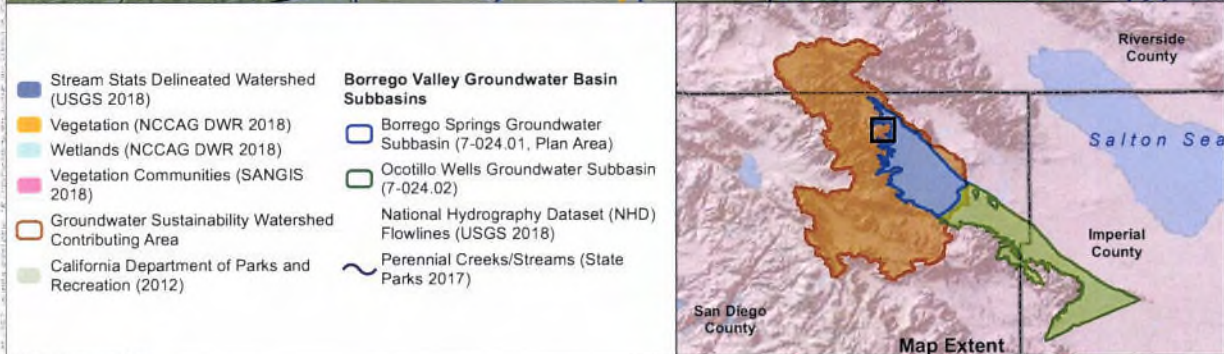 Stream Stats Delineated Watershed
(USGS 2018)
Vegetation (NCCAG DWR 2018)
Wetlands (NCCAG DWR 2018)
Vegetation Communities (SANGIS
2018)
Groundwater Sustainability Watershed
Contributing Area
California Department of Parks and
Recreation (2012)
Borrego Valley Groundwater Basin
Subbasins
Borrego Springs Groundwater
Subbasin (7-024.01, Plan Area)
Ocotillo Wells Groundwater Subbasin
(7-024.02)
National Hydrography Dataset (NHD)
Flowlines (USGS 2018)
Perennial Creeks/Streams (State
Parks 2017)
Riverside
County
Salton Sea
Imperial
County
San Diego
County
Map Extent